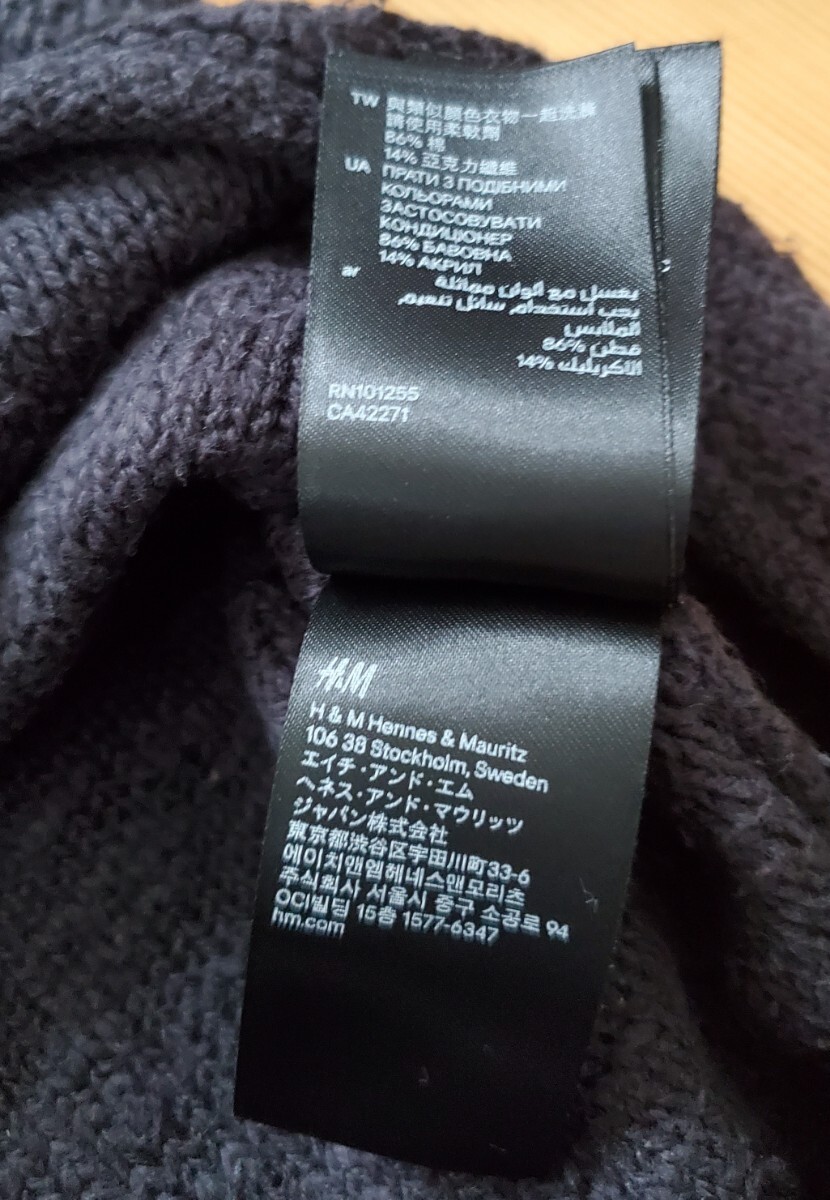 TW 與類似顏色衣物一起洗滌
請使用柔軟劑
86% 棉
14% 亞克力纖維
UA ПРАТИ З ПОДІБНИМИ
КОЛЬОРАМИ
ЗАСТОСОВУВАТИ
КОНДИЦІОНЕР
86% БАВОВНА
14% АКРИЛ
ar يغسل مع ألوان مماثلة
يجب استخدام سائل تنعيم
الملابس
قطن %86
الاكريليك %14
RN101255
CA42271
H&M
H & M Hennes & Mauritz
106 38 Stockholm, Sweden
エイチ・アンド・エム
ヘネス・アンド・マウリッツ
ジャパン株式会社
東京都渋谷区宇田川町33-6
에이치앤엠헤네스앤모리츠
주식회사 서울시 중구 소공로 94
OCI빌딩 15층 1577-6347
hm.com